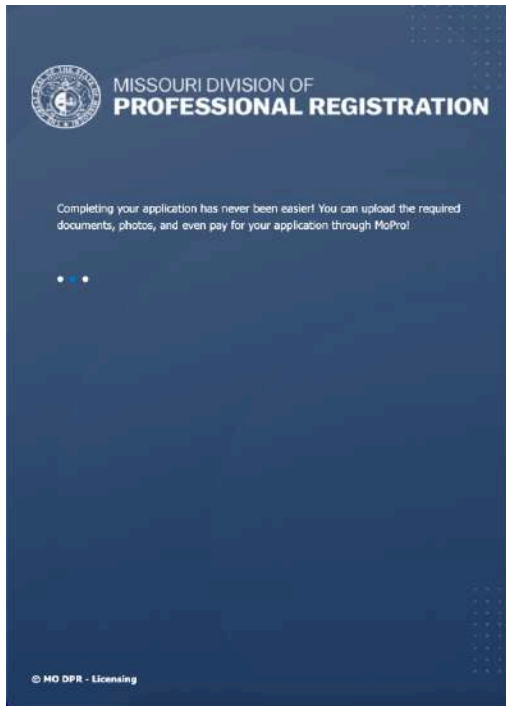 MISSOURI DIVISION OF
PROFESSIONAL REGISTRATION
Completing your application has never been easier! You can upload the required
documents, photos, and even pay for your application through MoPro!
© MO DPR - Licensing